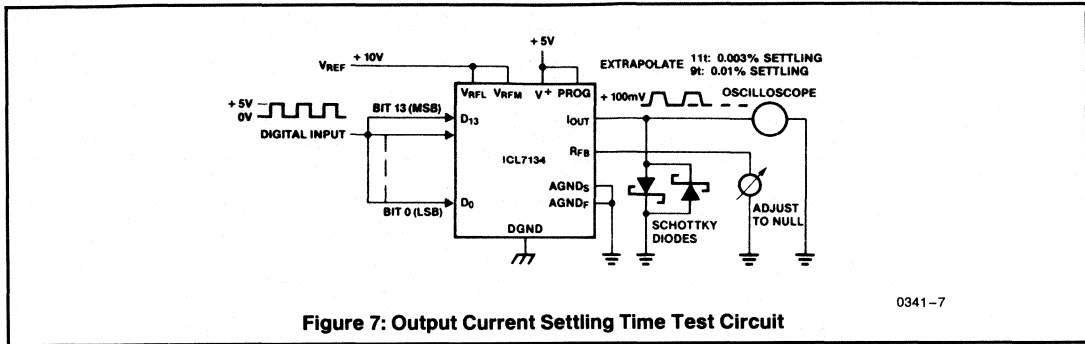 + 5V
VREF + 10V
EXTRAPOLATE 11t: 0.003% SETTLING
9t: 0.01% SETTLING
VRFL VRFM V+ PROG
+ 100mV
OSCILLOSCOPE
+ 5V
0V
DIGITAL INPUT
BIT 13 (MSB)
D13
IOUT
RFB
ICL7134
AGNDS
AGNDF
BIT 0 (LSB)
D0
DGND
SCHOTTKY
DIODES
ADJUST
TO NULL
0341-7
Figure 7: Output Current Settling Time Test Circuit